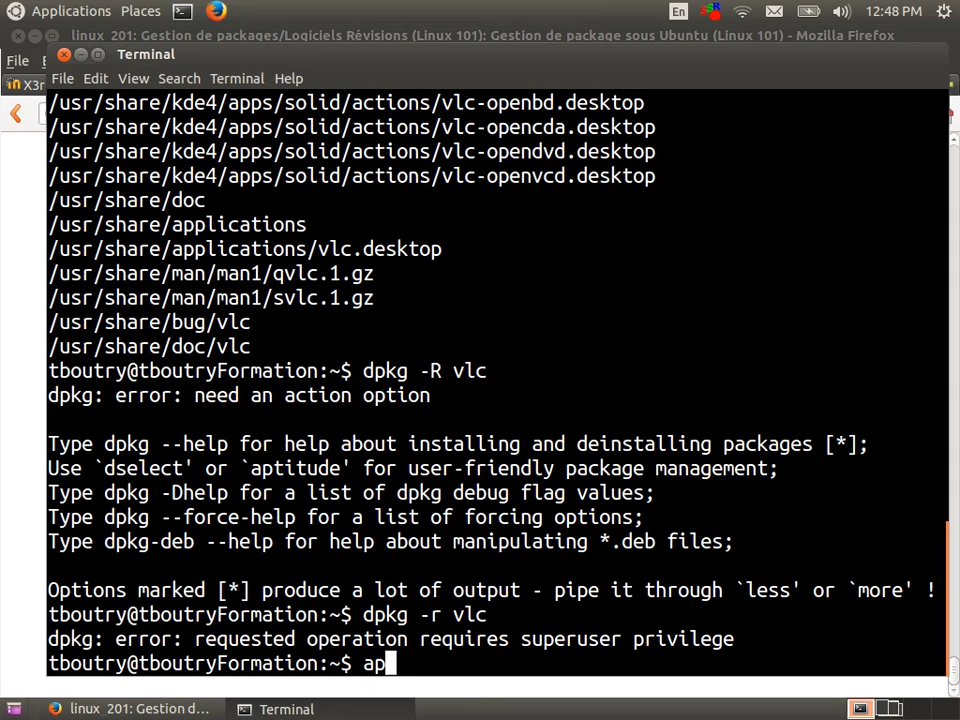 Applications Places En 12:48 PM
linux_201: Gestion de packages/Logiciels Révisions (Linux 101): Gestion de package sous Ubuntu (Linux 101) - Mozilla Firefox
File
Terminal
File Edit View Search Terminal Help
X3r
/usr/share/kde4/apps/solid/actions/vlc-openbd.desktop
/usr/share/kde4/apps/solid/actions/vlc-opencda.desktop
/usr/share/kde4/apps/solid/actions/vlc-opendvd.desktop
/usr/share/kde4/apps/solid/actions/vlc-openvcd.desktop
/usr/share/doc
/usr/share/applications
/usr/share/applications/vlc.desktop
/usr/share/man/man1/qvlc.1.gz
/usr/share/man/man1/svlc.1.gz
/usr/share/bug/vlc
/usr/share/doc/vlc
tboutry@tboutryFormation:~$ dpkg -R vlc
dpkg: error: need an action option
Type dpkg --help for help about installing and deinstalling packages [*];
Use `dselect' or `aptitude' for user-friendly package management;
Type dpkg -Dhelp for a list of dpkg debug flag values;
Type dpkg --force-help for a list of forcing options;
Type dpkg-deb --help for help about manipulating *.deb files;
Options marked [*] produce a lot of output - pipe it through `less' or `more' !
tboutry@tboutryFormation:~$ dpkg -r vlc
dpkg: error: requested operation requires superuser privilege
tboutry@tboutryFormation:~$ ap
linux_201: Gestion d... Terminal